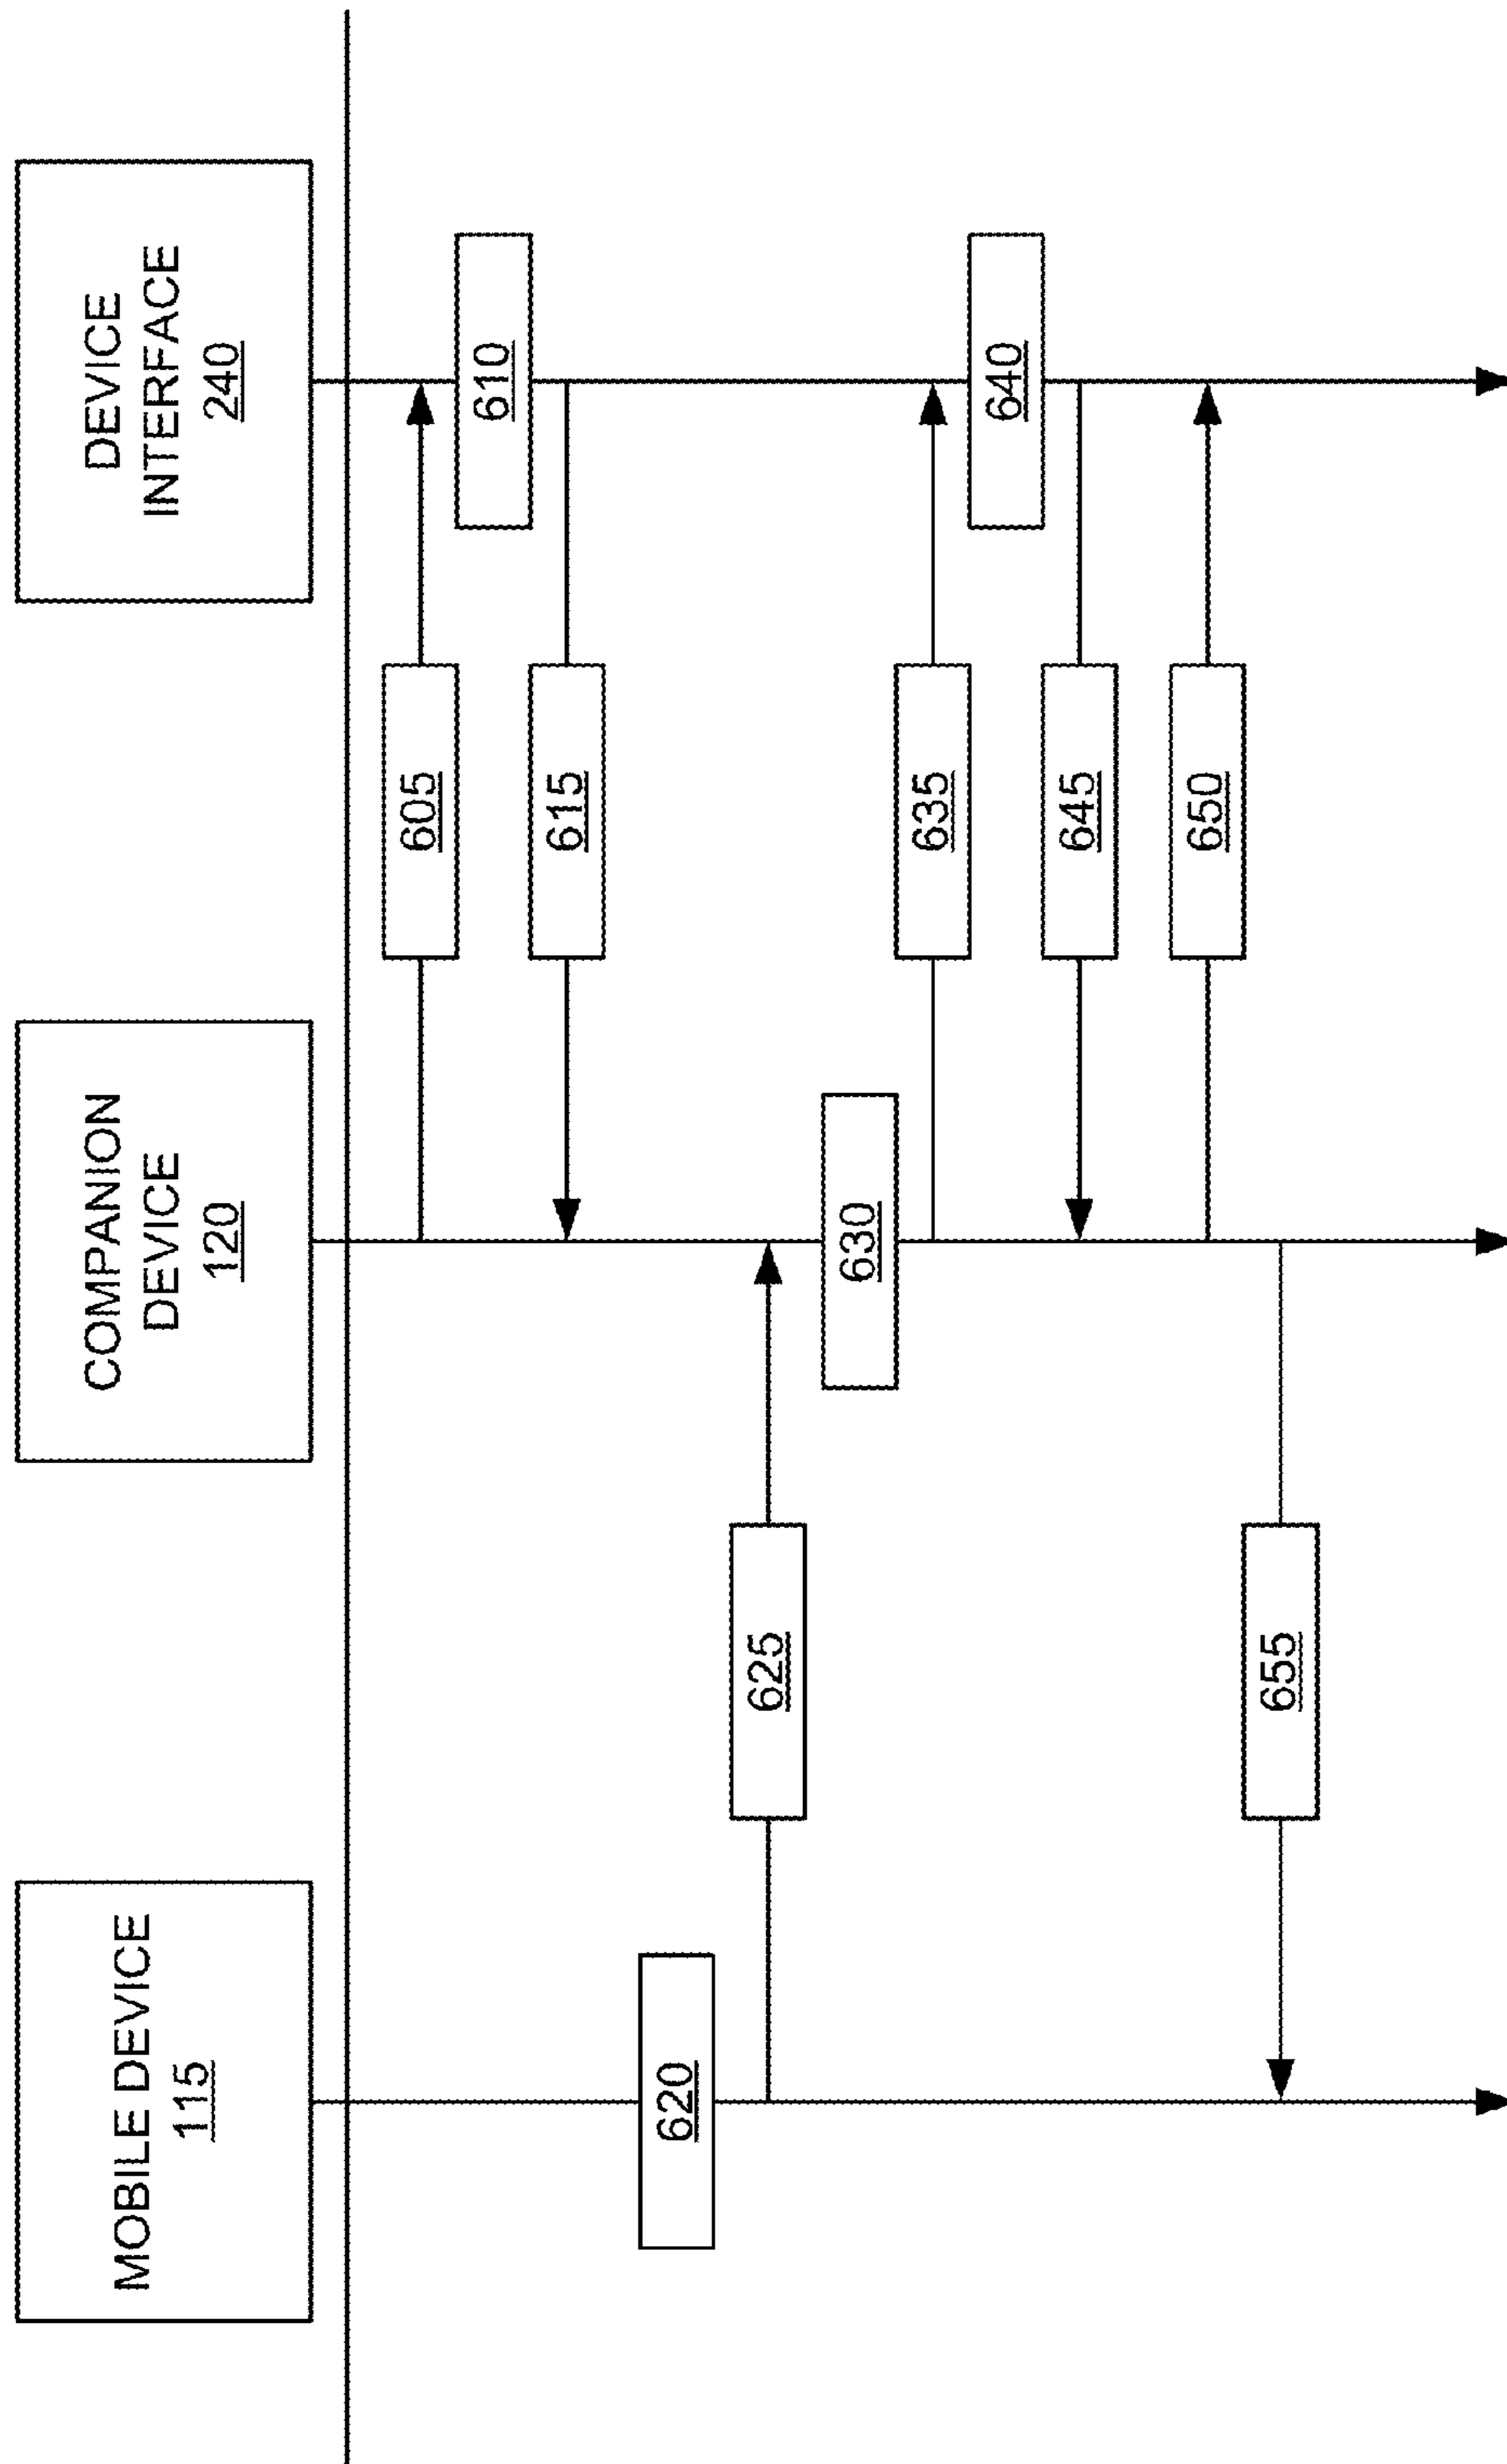 MOBILE DEVICE
115
COMPANION
DEVICE
120
DEVICE
INTERFACE
240
605
610
615
620
625
630
635
640
645
650
655